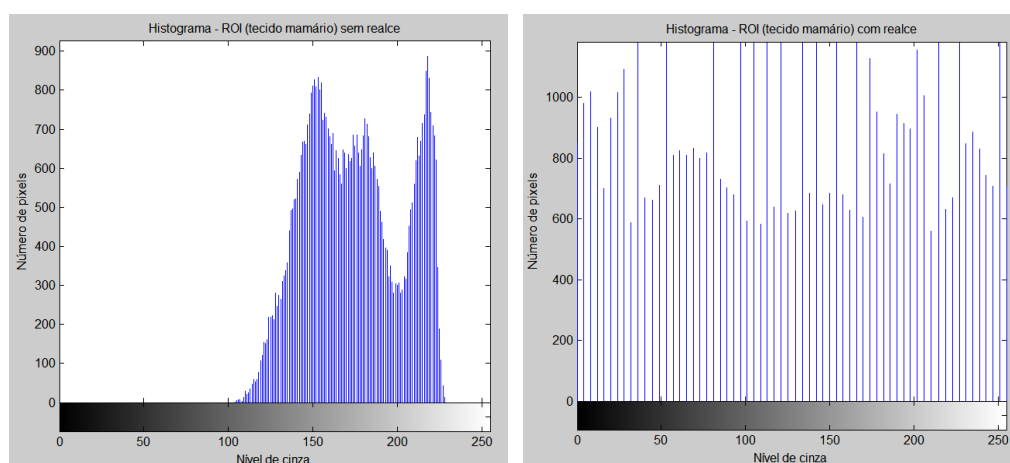 Histograma - ROI (tecido mamário) sem realce
900
800
700
600
500
400
300
200
100
0
Número de pixels
0 50 100 150 200 250
Nível de cinza
Histograma - ROI (tecido mamário) com realce
1000
800
600
400
200
0
Número de pixels
0 50 100 150 200 250
Nível de cinza